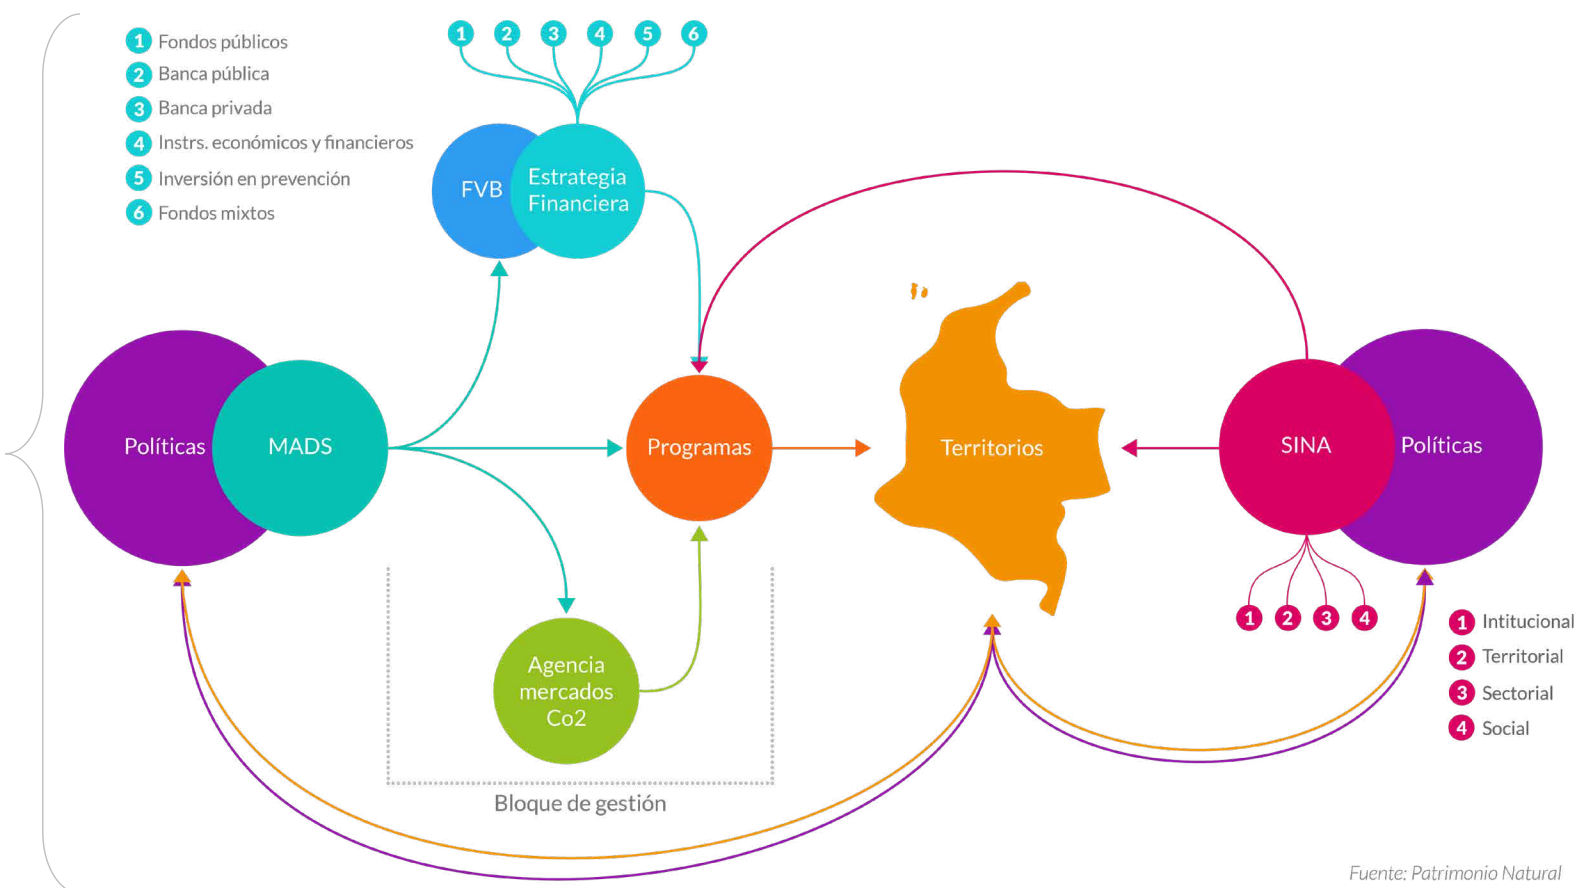 1 Fondos públicos
2 Banca pública
3 Banca privada
4 Instrs. económicos y financieros
5 Inversión en prevención
6 Fondos mixtos
1 2 3 4 5 6
FVB
Estrategia
Financiera
Políticas
MADS
Programas
Territorios
SINA
Políticas
Agencia
mercados
Co2
Bloque de gestión
1 2 3 4
1 Intitucional
2 Territorial
3 Sectorial
4 Social
Fuente: Patrimonio Natural